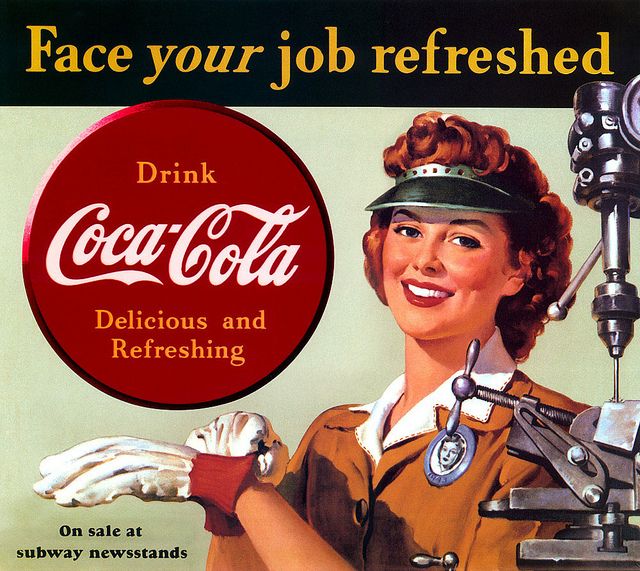 Face your job refreshed
Drink
Coca-Cola
Delicious and
Refreshing
On sale at
subway newsstands